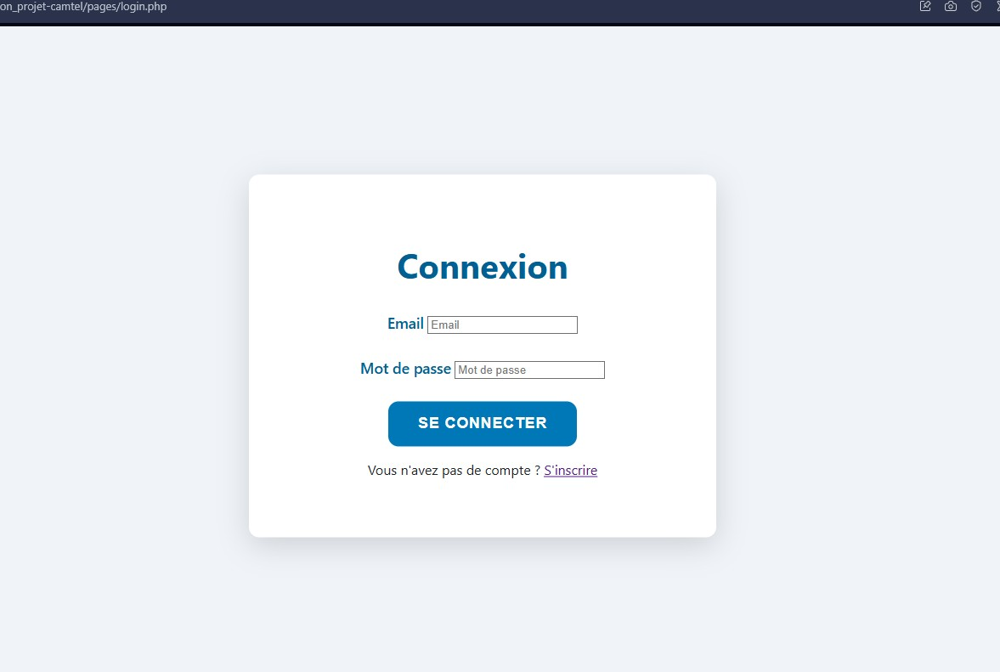 on_projet-camtel/pages/login.php
Connexion
Email Email
Mot de passe Mot de passe
SE CONNECTER
Vous n'avez pas de compte ? S'inscrire